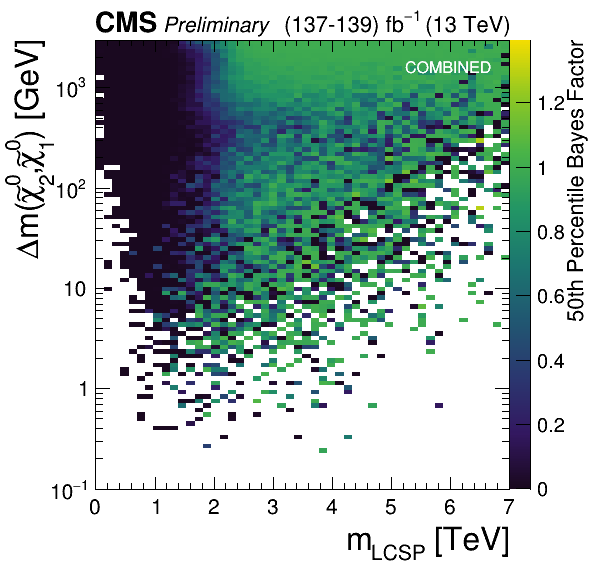 CMS Preliminary (137-139) fb⁻¹ (13 TeV)
COMBINED
Δm(χ̃⁰₂,χ̃⁰₁) [GeV]
10³
10²
10
1
10⁻¹
0 1 2 3 4 5 6 7
m_LCSP [TeV]
1.2
1
0.8
0.6
0.4
0.2
0
50th Percentile Bayes Factor